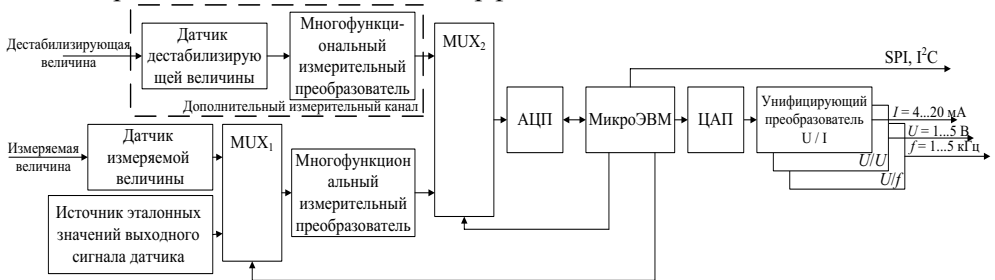 Дестабилизирующая
величина
Датчик
дестабилизирую
щей величины
Многофункци-
ональный
измерительный
преобразователь
Дополнительный измерительный канал
MUX2
SPI, I2C
АЦП
МикроЭВМ
ЦАП
Унифицирующий
преобразователь
U / I
U/U
U/f
I = 4...20 мА
U = 1...5 В
f = 1...5 кГц
Измеряемая
величина
Датчик
измеряемой
величины
MUX1
Многофункцион
альный
измерительный
преобразователь
Источник эталонных
значений выходного
сигнала датчика